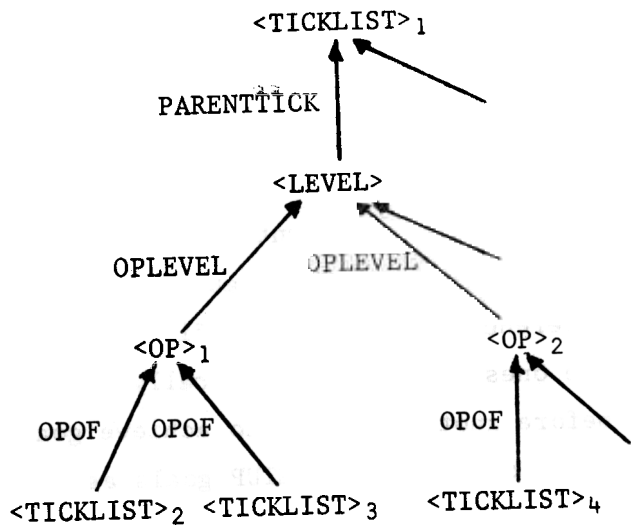 <TICKLIST>1
PARENTTICK
<LEVEL>
OPLEVEL OPLEVEL
<OP>1 <OP>2
OPOF OPOF OPOF
<TICKLIST>2 <TICKLIST>3 <TICKLIST>4